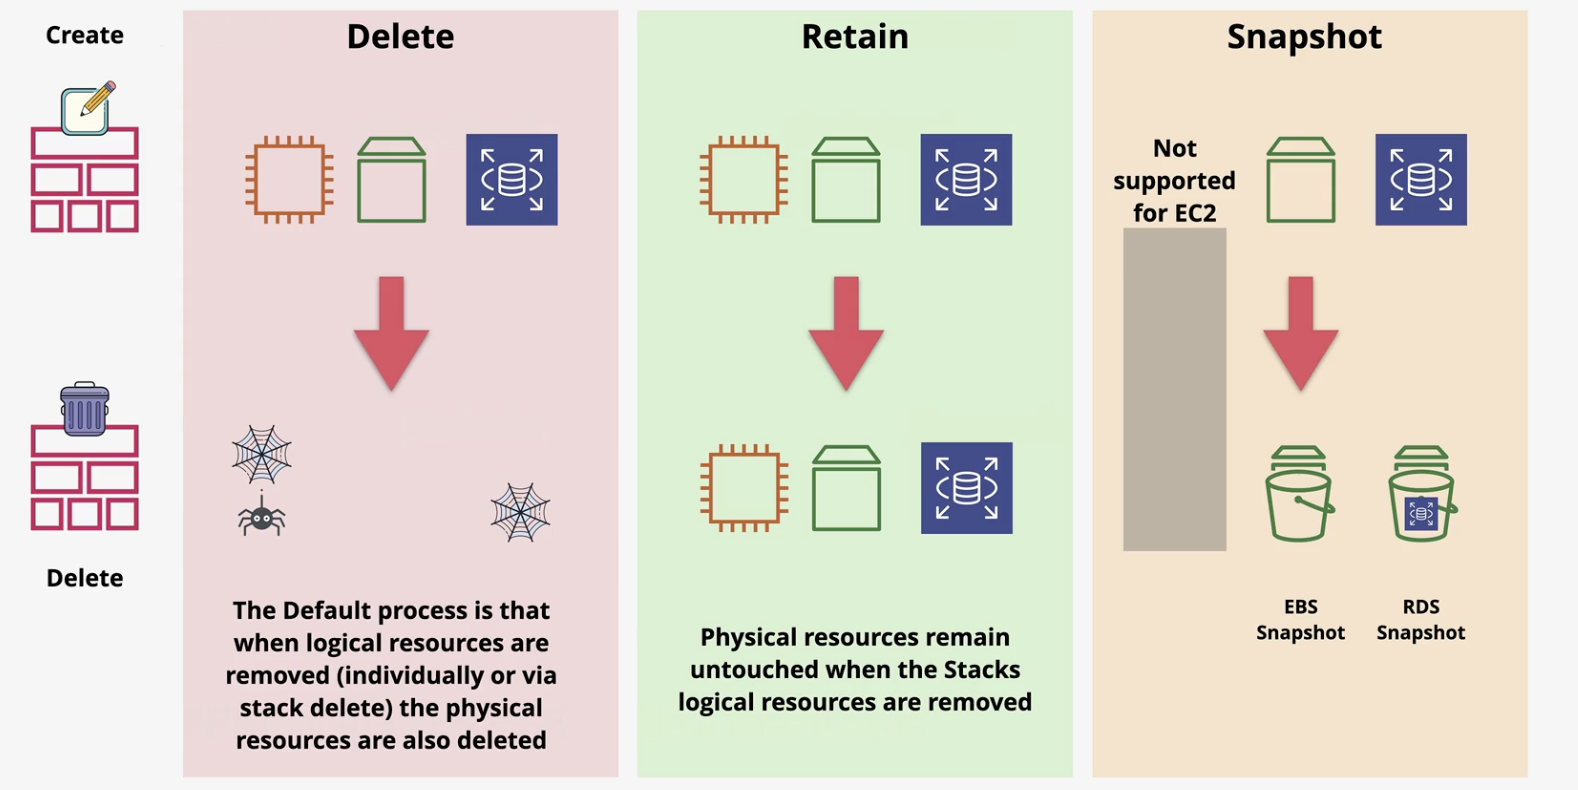 Create
Delete
Delete
The Default process is that
when logical resources are
removed (individually or via
stack delete) the physical
resources are also deleted
Retain
Physical resources remain
untouched when the Stacks
logical resources are removed
Snapshot
Not
supported
for EC2
EBS
Snapshot
RDS
Snapshot